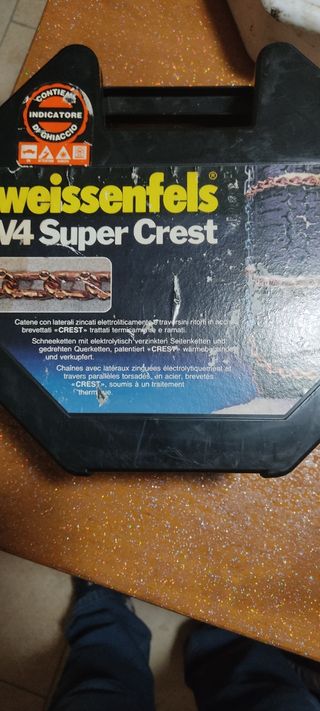 CONTIENE
INDICATORE
DI GHIACCIO
weissenfels®
V4 Super Crest
Catene con laterali zincati elettroliticamente e traversini ritorti in acciaio
brevettati «CREST» trattati termicamente e ramati.
Schneeketten mit elektrolytisch verzinkten Seitenketten und
gedrehten Querketten, patentiert «CREST» wärmebehandelt
und verkupfert.
Chaînes avec latéraux zinguées électrolytiquement et
travers parallèles torsadés, en acier, brevetés
«CREST», soumis à un traitement